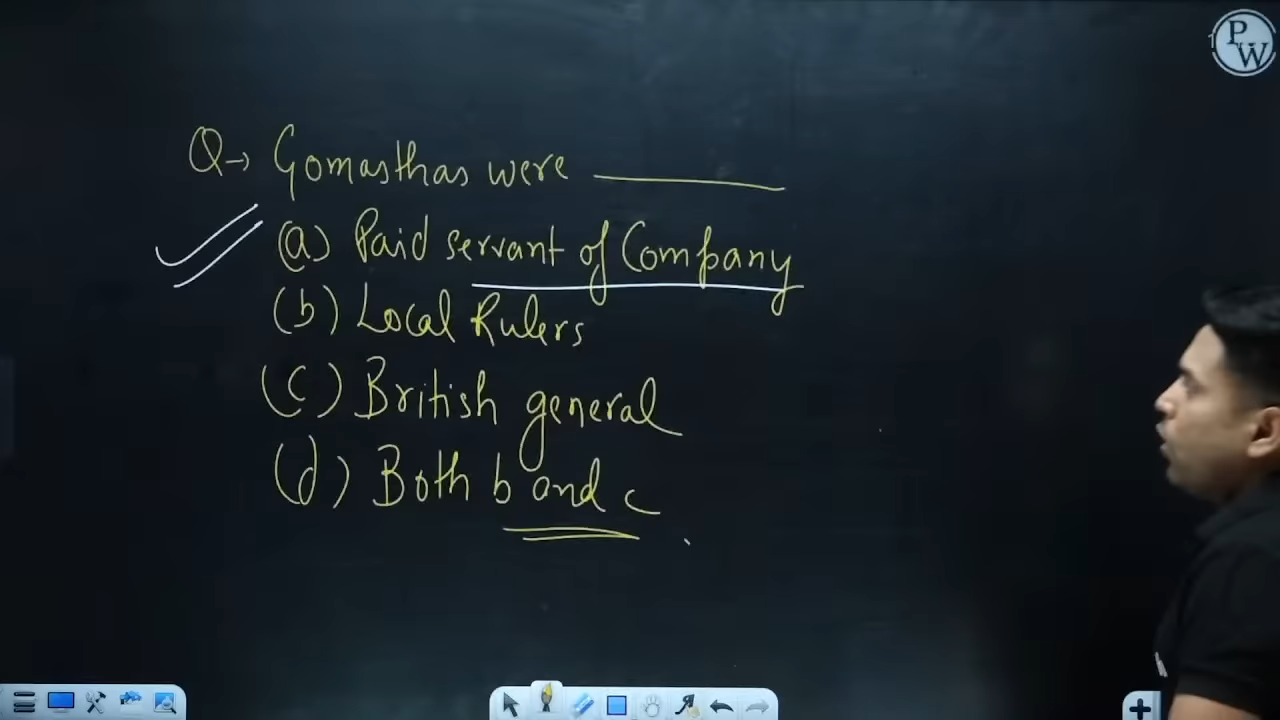 PW
Q→ Gomasthas were ______
(a) Paid servant of Company
(b) Local Rulers
(c) British general
(d) Both b and c